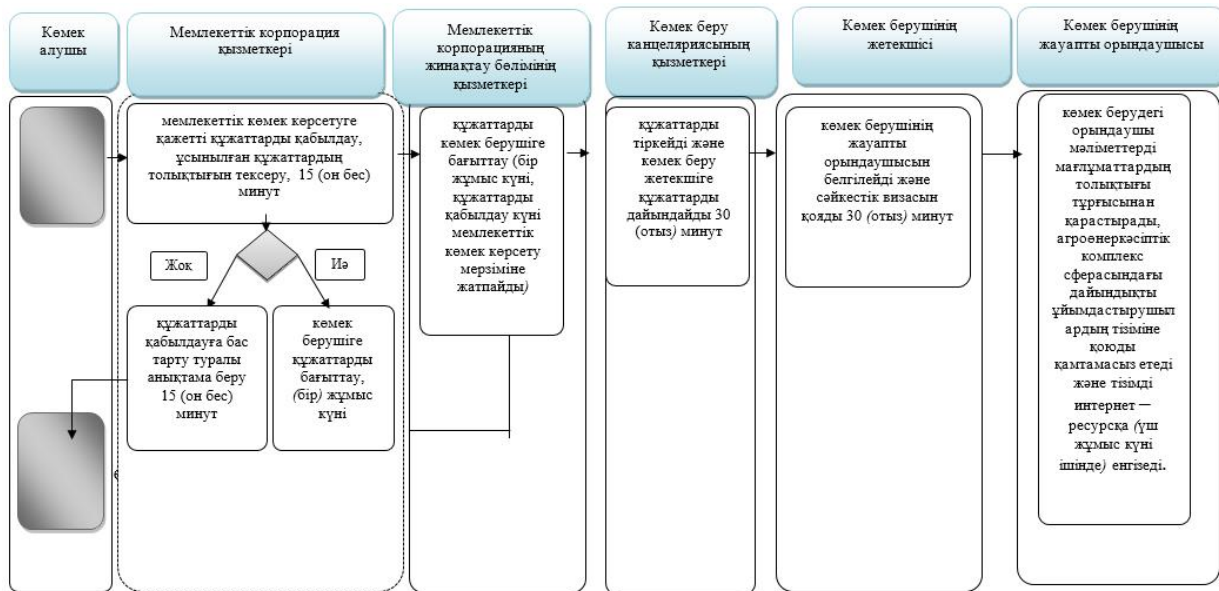 Көмек
алушы
Мемлекеттік корпорация
қызметкері
Мемлекеттік
корпорацияның
жинақтау бөлімінің
қызметкері
Көмек беру
канцеляриясының
қызметкері
Көмек берушінің
жетекшісі
Көмек берушінің
жауапты орындаушысы
мемлекеттік көмек көрсетуге
қажетті құжаттарды қабылдау,
ұсынылған құжаттардың
толықтығын тексеру, 15 (он бес)
минут
Жоқ
Иә
құжаттарды
қабылдауға бас
тарту туралы
анықтама беру
15 (он бес)
минут
көмек
берушіге
құжаттарды
бағыттау,
(бір) жұмыс
күні
құжаттарды
көмек берушіге
бағыттау (бір
жұмыс күні,
құжаттарды
қабылдау күні
мемлекеттік
көмек көрсету
мерзіміне
жатпайды)
құжаттарды
тіркейді және
көмек беру
жетекшіге
құжаттарды
дайындайды 30
(отыз) минут
көмек берушінің
жауапты
орындаушысын
белгілейді және
сәйкестік визасын
қояды 30 (отыз) минут
көмек берудегі
орындаушы
мәліметтерді
мағлұматтардың
толықтығы
тұрғысынан
қарастырады,
агроөнеркәсіптік
комплекс
сферасындағы
дайындықты
ұйымдастырушыл
ардың тізіміне
қоюды
қамтамасыз етеді
және тізімді
интернет —
ресурсқа (үш
жұмыс күні
ішінде) енгізеді.